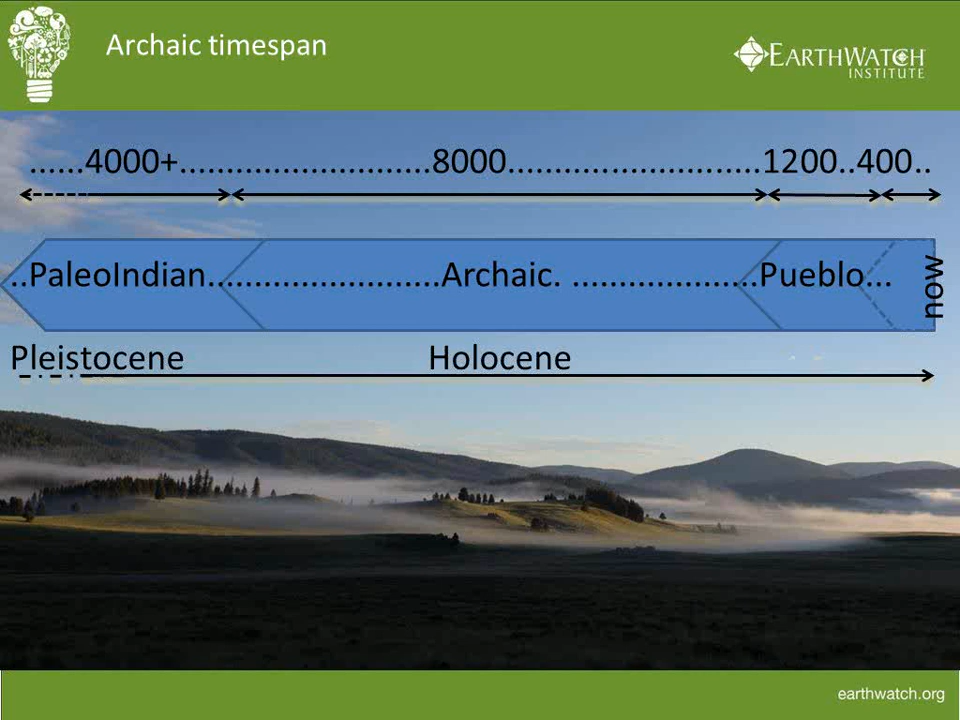 Archaic timespan
EARTHWATCH
INSTITUTE
......4000+...........................8000...........................1200..400..
..PaleoIndian.........................Archaic. ....................Pueblo...
now
Pleistocene Holocene
earthwatch.org